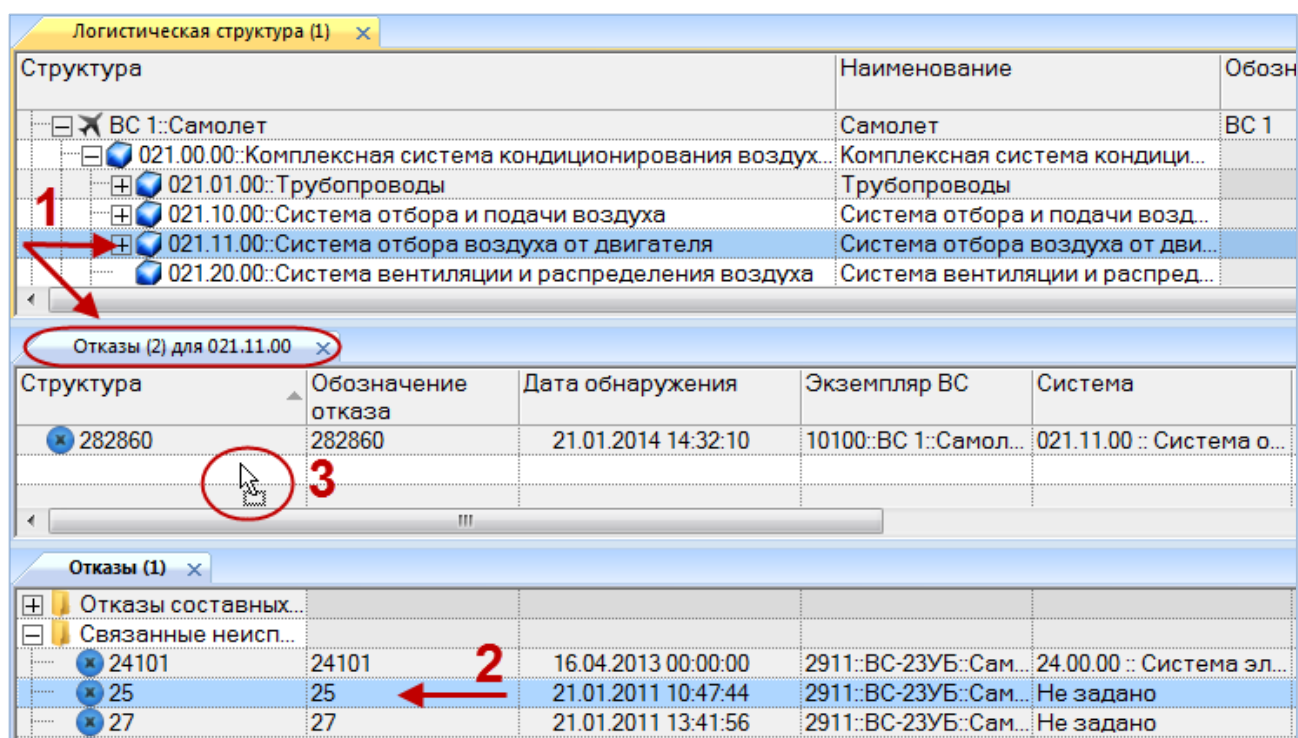 Логистическая структура (1)
Структура Наименование Обозн
ВС 1::Самолет Самолет ВС 1
021.00.00::Комплексная система кондиционирования воздух... Комплексная система кондици...
021.01.00::Трубопроводы Трубопроводы
1 021.10.00::Система отбора и подачи воздуха Система отбора и подачи возд...
021.11.00::Система отбора воздуха от двигателя Система отбора воздуха от дви...
021.20.00::Система вентиляции и распределения воздуха Система вентиляции и распред...
Отказы (2) для 021.11.00
Структура Обозначение Дата обнаружения Экземпляр ВС Система
отказа
282860 282860 21.01.2014 14:32:10 10100::ВС 1::Самол... 021.11.00 :: Система о...
3
Отказы (1)
Отказы составных...
Связанные неисп...
24101 24101 2 16.04.2013 00:00:00 2911::ВС-23УБ::Сам... 24.00.00 :: Система эл...
25 25 21.01.2011 10:47:44 2911::ВС-23УБ::Сам... Не задано
27 27 21.01.2011 13:41:56 2911::ВС-23УБ::Сам... Не задано